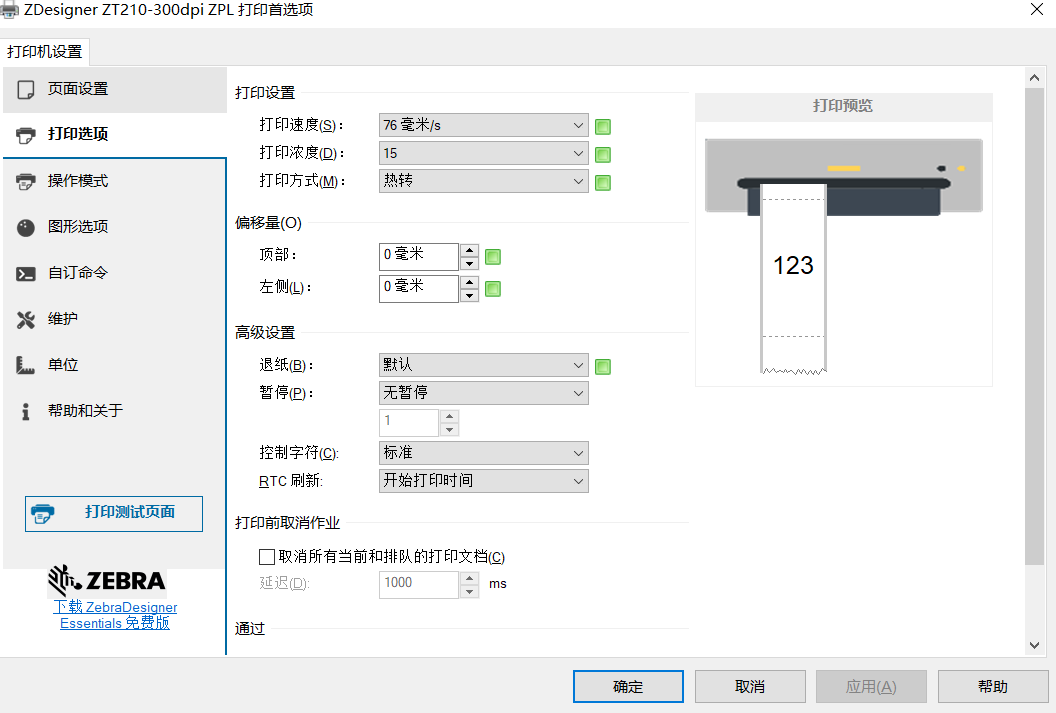 ZDesigner ZT210-300dpi ZPL 打印首选项
打印机设置
页面设置
打印选项
操作模式
图形选项
自订命令
维护
单位
帮助和关于
打印测试页面
ZEBRA
下载 ZebraDesigner
Essentials 免费版
打印设置
打印速度(S)： 76 毫米/s
打印浓度(D)： 15
打印方式(M)： 热转
偏移量(O)
顶部： 0 毫米
左侧(L)： 0 毫米
高级设置
退纸(B)： 默认
暂停(P)： 无暂停
1
控制字符(C): 标准
RTC 刷新: 开始打印时间
打印前取消作业
取消所有当前和排队的打印文档(C)
延迟(D): 1000 ms
通过
打印预览
123
确定
取消
应用(A)
帮助